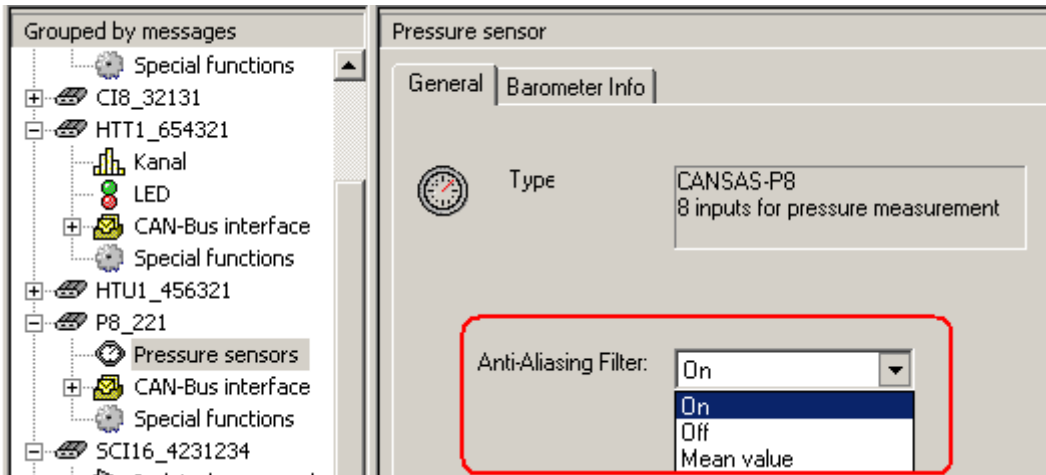 Grouped by messages
Special functions
CI8_32131
HTT1_654321
Kanal
LED
CAN-Bus interface
Special functions
HTU1_456321
P8_221
Pressure sensors
CAN-Bus interface
Special functions
SCI16_4231234
Pressure sensor
General
Barometer Info
Type
CANSAS-P8
8 inputs for pressure measurement
Anti-Aliasing Filter:
On
On
Off
Mean value